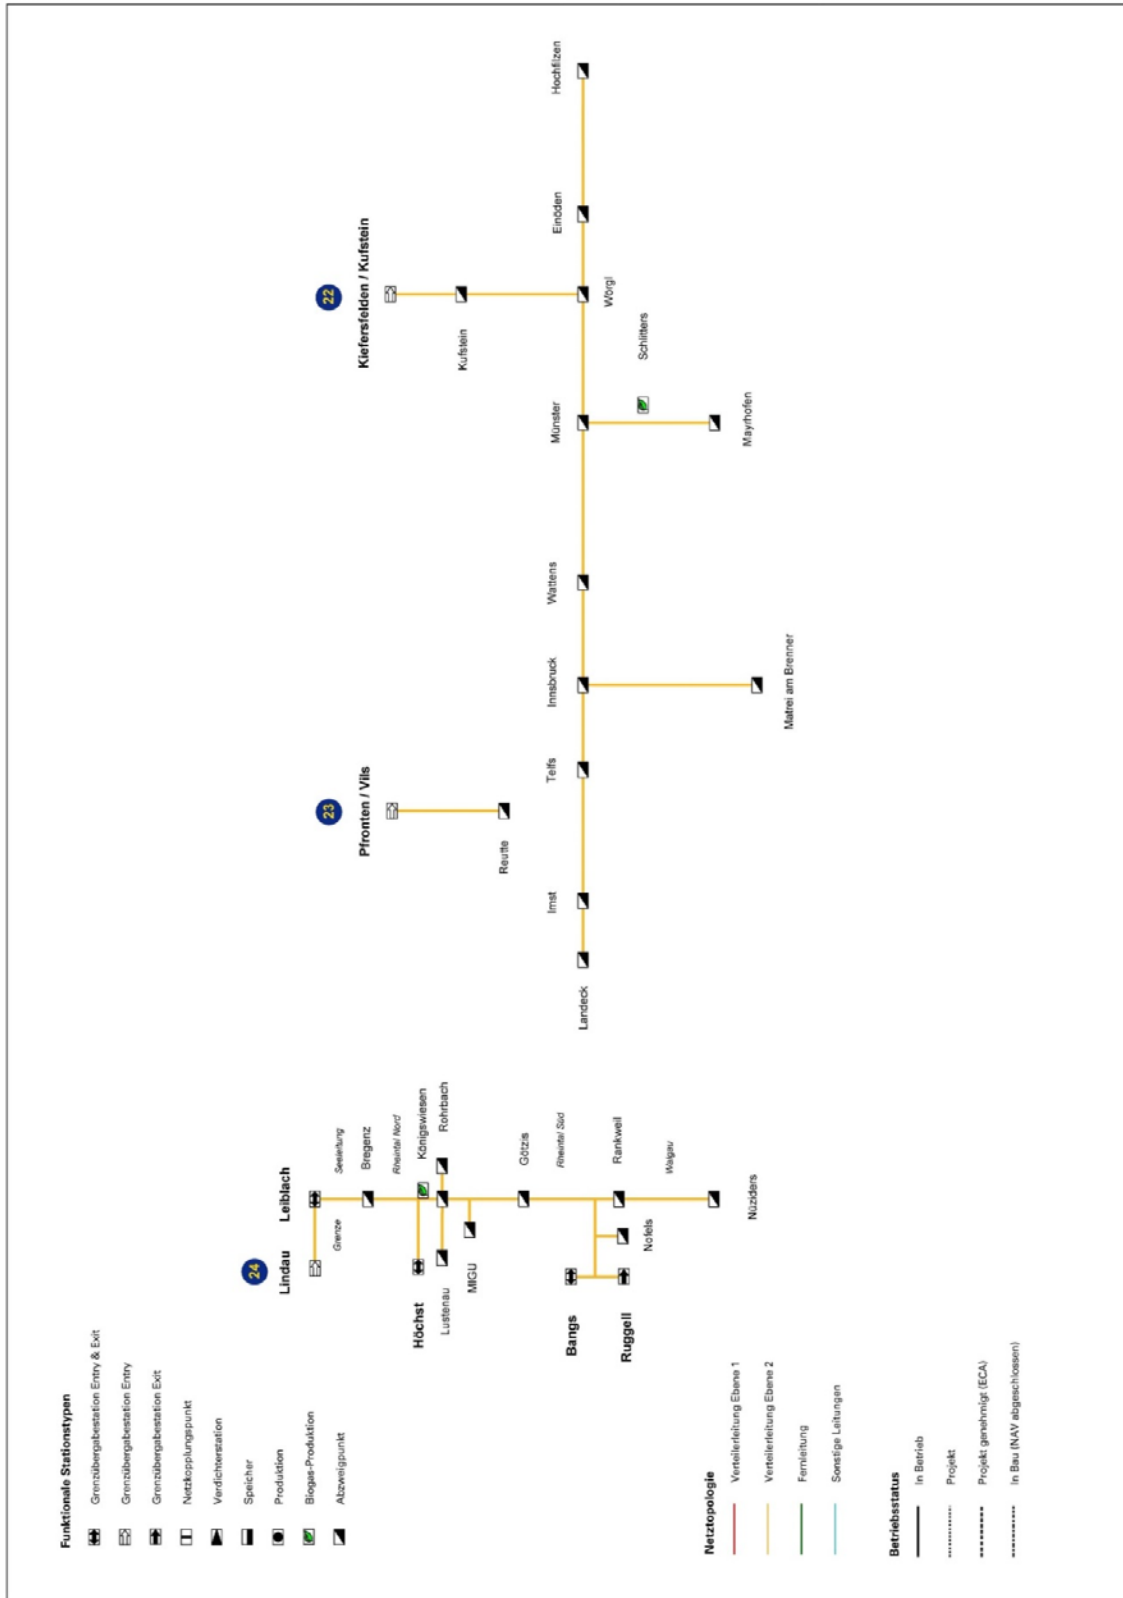 Funktionale Stationstypen
Grenzübergabestation Entry & Exit
Grenzübergabestation Entry
Grenzübergabestation Exit
Netzkopplungspunkt
Verdichterstation
Speicher
Produktion
Biogas-Produktion
Abzweigpunkt
Netztopologie
Verteilerleitung Ebene 1
Verteilerleitung Ebene 2
Fernleitung
Sonstige Leitungen
Betriebsstatus
In Betrieb
Projekt
Projekt genehmigt (ECA)
In Bau (NAV abgeschlossen)
24
Lindau
Leiblach
Grenze
Seeleitung
Bregenz
Rheintal Nord
Höchst
Königswiesen
Lustenau
Rohrbach
MIGU
Götzis
Rheintal Süd
Bangs
Ruggell
Nofels
Rankweil
Walgau
Nüziders
23
Pfronten / Vils
Reutte
22
Kiefersfelden / Kufstein
Kufstein
Landeck
Imst
Telfs
Innsbruck
Wattens
Münster
Wörgl
Einöden
Hochfilzen
Schlitters
Mayrhofen
Matrei am Brenner